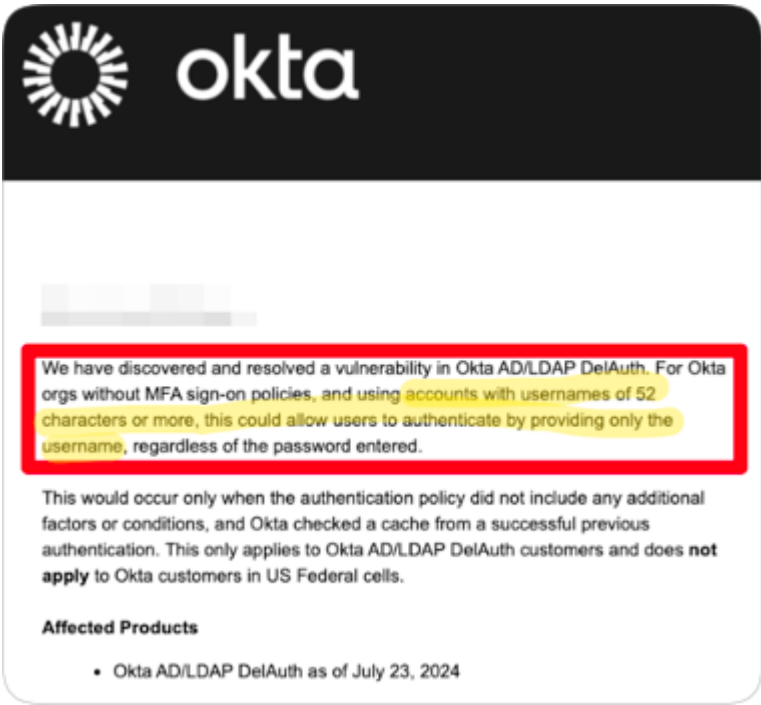 okta
We have discovered and resolved a vulnerability in Okta AD/LDAP DelAuth. For Okta
orgs without MFA sign-on policies, and using accounts with usernames of 52
characters or more, this could allow users to authenticate by providing only the
username, regardless of the password entered.
This would occur only when the authentication policy did not include any additional
factors or conditions, and Okta checked a cache from a successful previous
authentication. This only applies to Okta AD/LDAP DelAuth customers and does not
apply to Okta customers in US Federal cells.
Affected Products
• Okta AD/LDAP DelAuth as of July 23, 2024